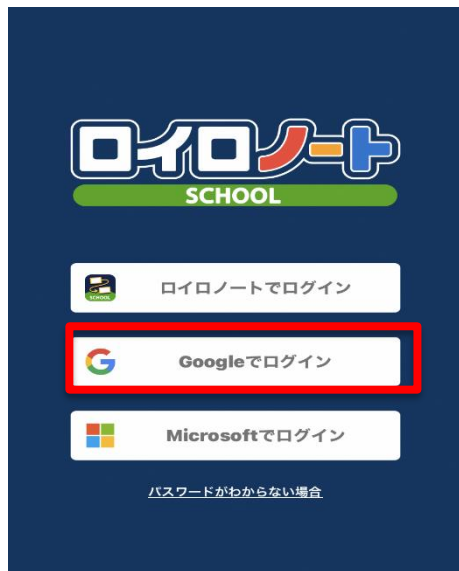 ロイロノート
SCHOOL
SCHOOL
ロイロノートでログイン
Googleでログイン
Microsoftでログイン
パスワードがわからない場合